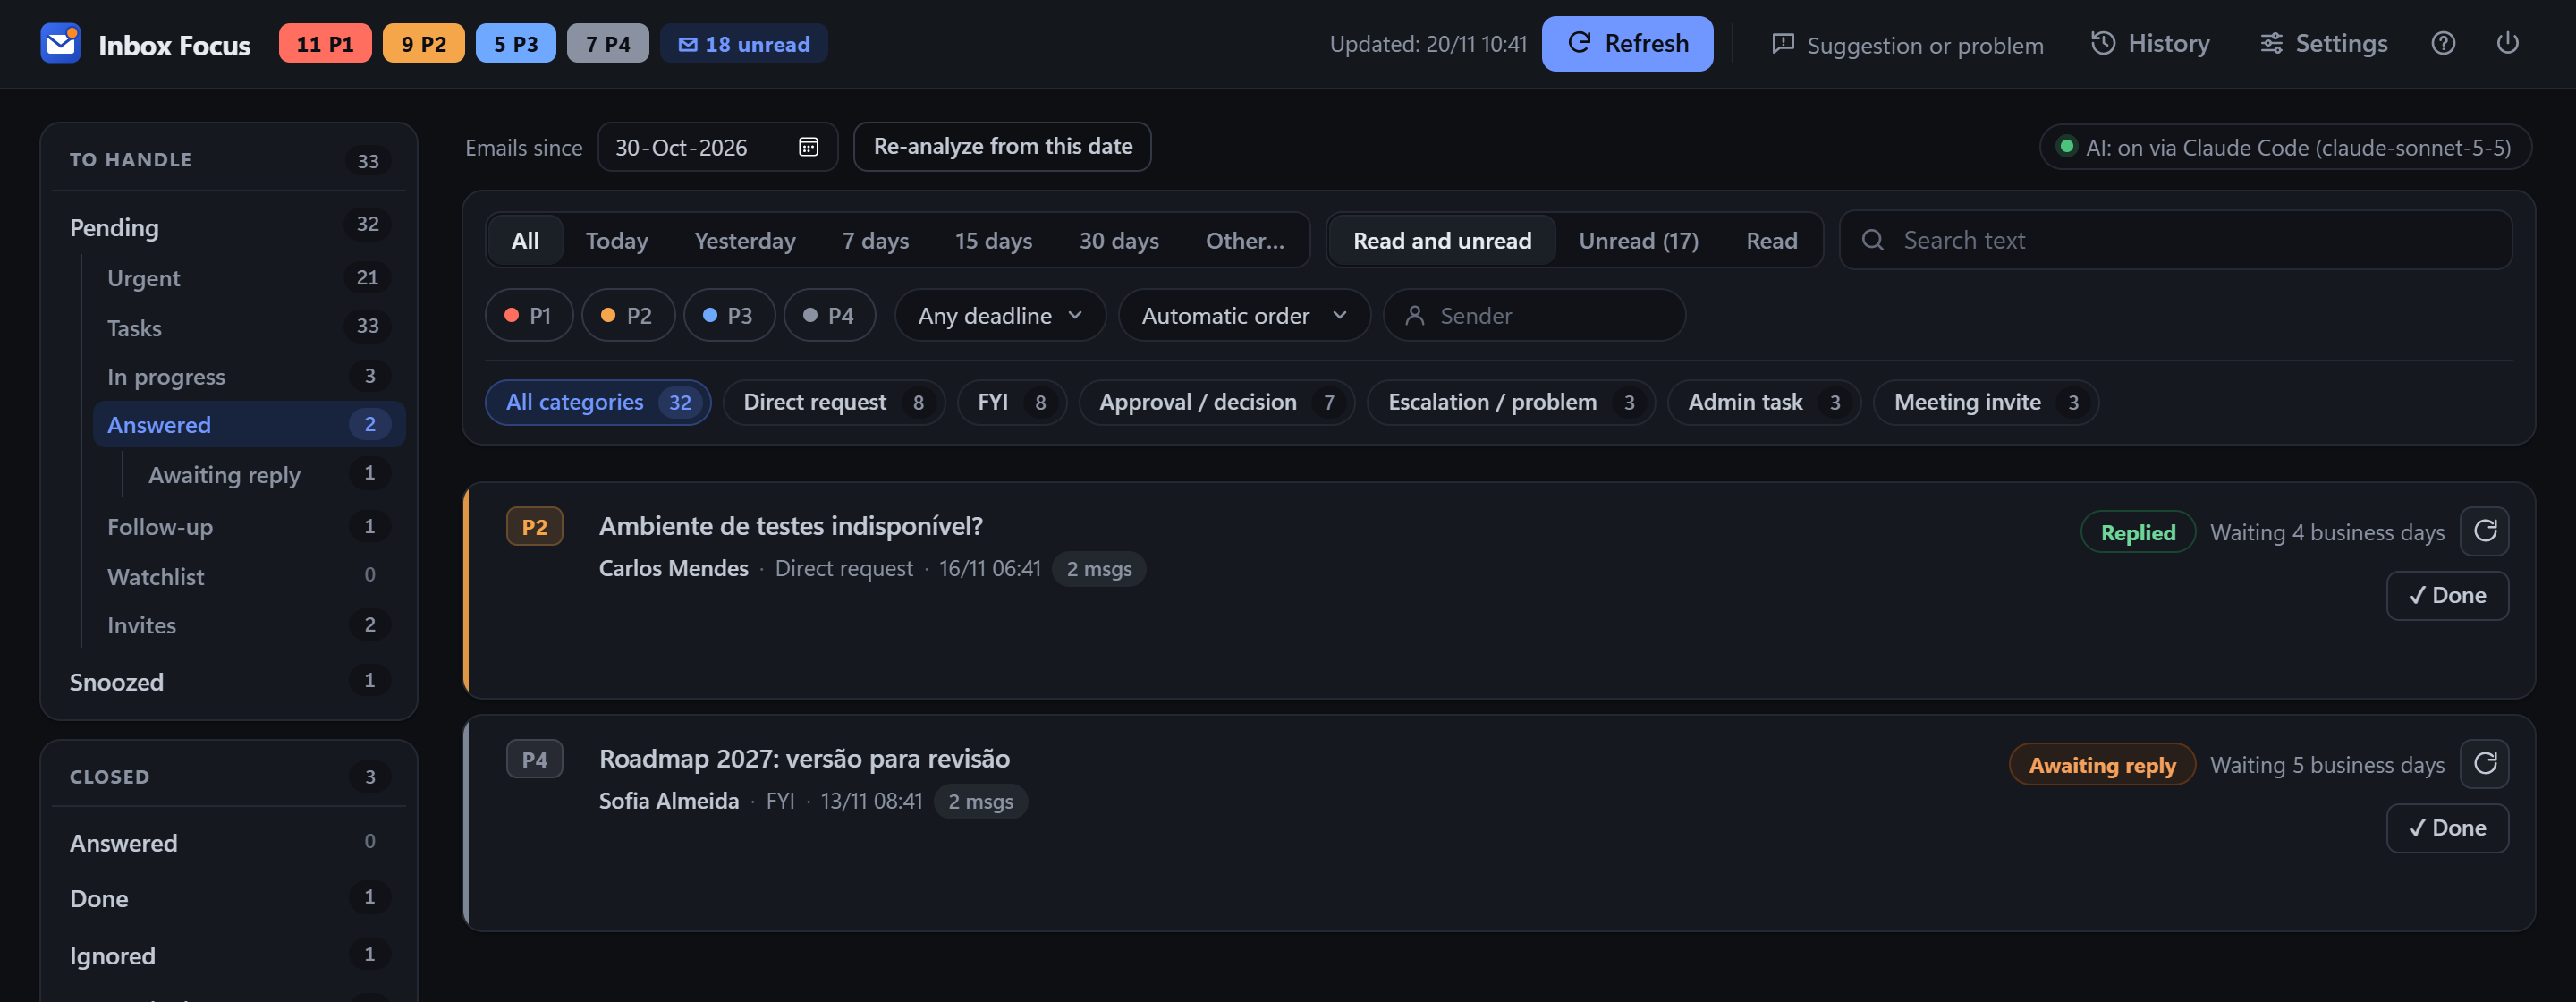 Inbox Focus 11 P1 9 P2 5 P3 7 P4 18 unread Updated: 20/11 10:41 Refresh Suggestion or problem History Settings
TO HANDLE 33
Pending 32
Urgent 21
Tasks 33
In progress 3
Answered 2
Awaiting reply 1
Follow-up 1
Watchlist 0
Invites 2
Snoozed 1
CLOSED 3
Answered 0
Done 1
Ignored 1
Emails since 30-Oct-2026 Re-analyze from this date AI: on via Claude Code (claude-sonnet-5-5)
All Today Yesterday 7 days 15 days 30 days Other... Read and unread Unread (17) Read Search text
P1 P2 P3 P4 Any deadline Automatic order Sender
All categories 32 Direct request 8 FYI 8 Approval / decision 7 Escalation / problem 3 Admin task 3 Meeting invite 3
P2 Ambiente de testes indisponível? Replied Waiting 4 business days
Carlos Mendes · Direct request · 16/11 06:41 2 msgs
✓ Done
P4 Roadmap 2027: versão para revisão Awaiting reply Waiting 5 business days
Sofia Almeida · FYI · 13/11 08:41 2 msgs
✓ Done